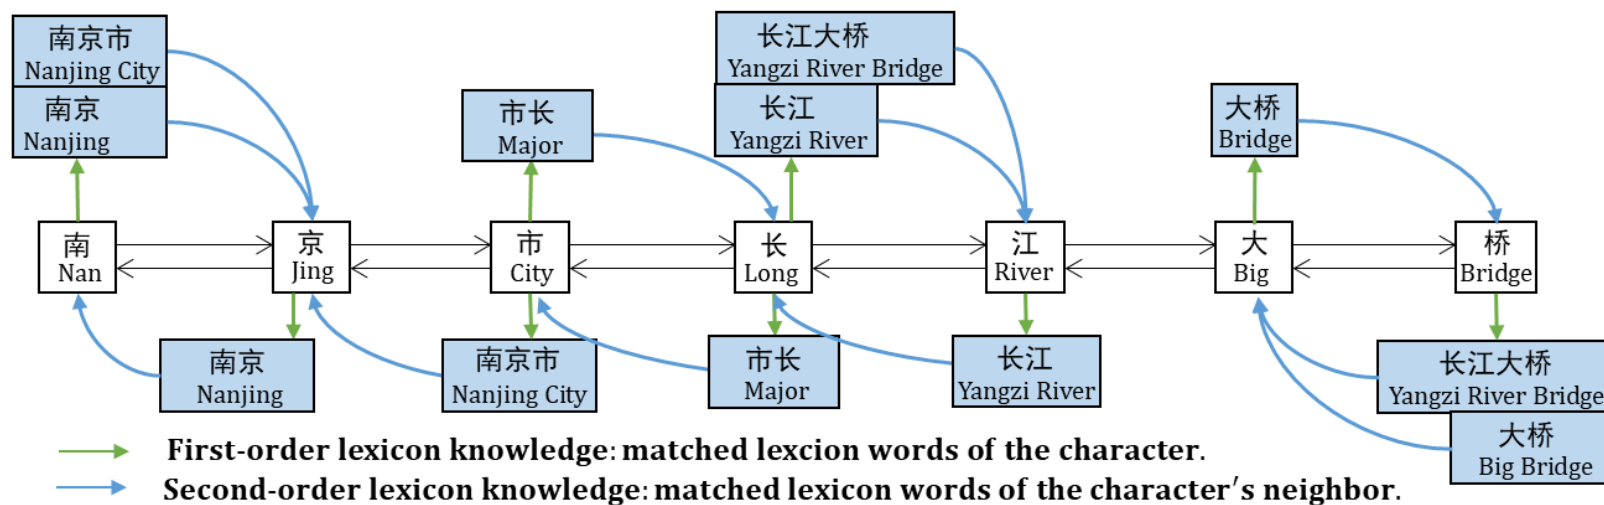 南京市
Nanjing City
南京
Nanjing
市长
Major
长江大桥
Yangzi River Bridge
长江
Yangzi River
大桥
Bridge
南
Nan
京
Jing
市
City
长
Long
江
River
大
Big
桥
Bridge
南京
Nanjing
南京市
Nanjing City
市长
Major
长江
Yangzi River
长江大桥
Yangzi River Bridge
大桥
Big Bridge
First-order lexicon knowledge: matched lexcion words of the character.
Second-order lexicon knowledge: matched lexicon words of the character's neighbor.